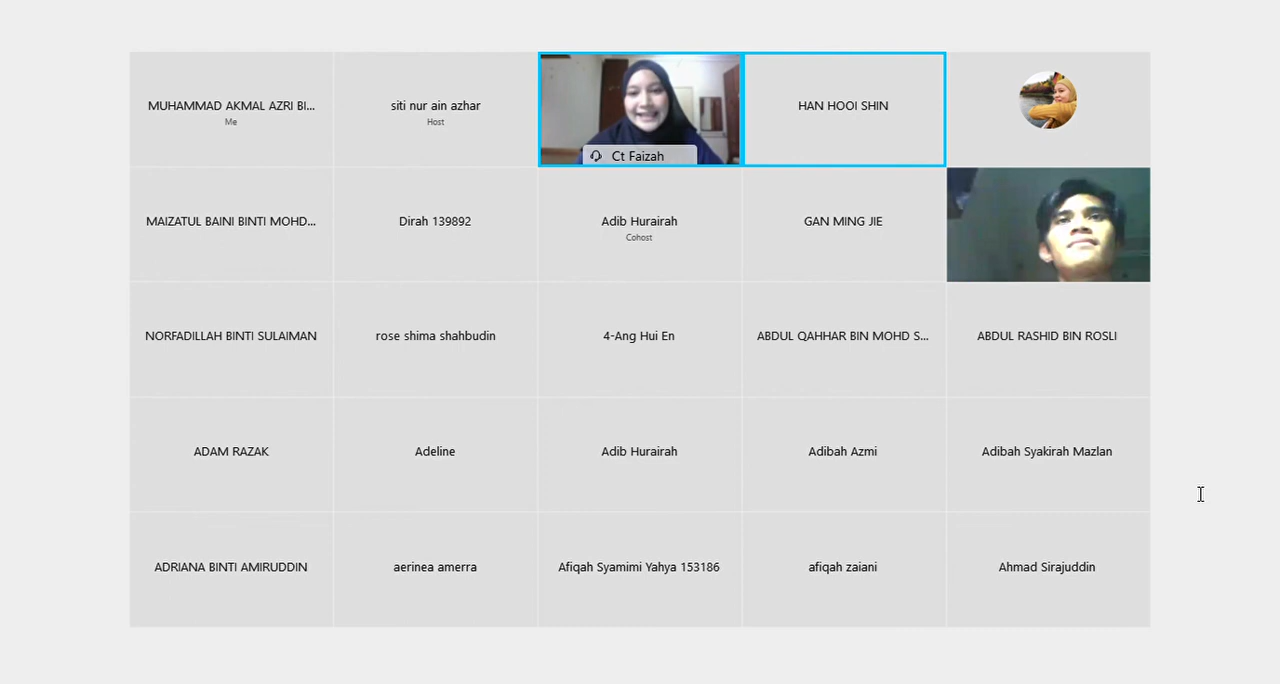 MUHAMMAD AKMAL AZRI BI...
Me
siti nur ain azhar
Host
Ct Faizah
HAN HOOI SHIN
MAIZATUL BAINI BINTI MOHD...
Dirah 139892
Adib Hurairah
Cohost
GAN MING JIE
NORFADILLAH BINTI SULAIMAN
rose shima shahbudin
4-Ang Hui En
ABDUL QAHHAR BIN MOHD S...
ABDUL RASHID BIN ROSLI
ADAM RAZAK
Adeline
Adib Hurairah
Adibah Azmi
Adibah Syakirah Mazlan
ADRIANA BINTI AMIRUDDIN
aerinea amerra
Afiqah Syamimi Yahya 153186
afiqah zaiani
Ahmad Sirajuddin